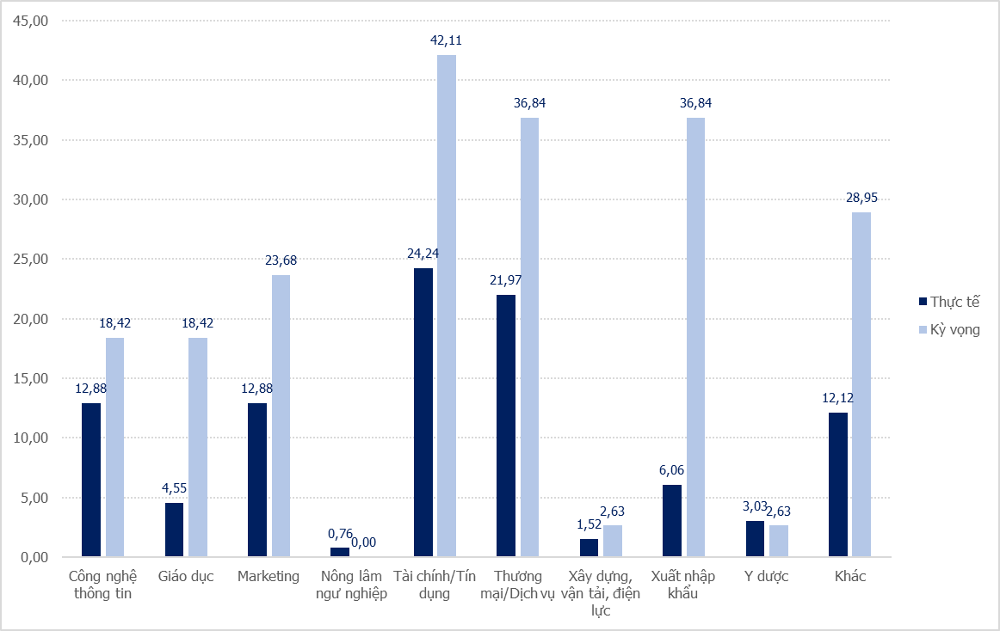 45,00
40,00
35,00
30,00
25,00
20,00
15,00
10,00
5,00
0,00
12,88
18,42
4,55
18,42
12,88
23,68
0,76
0,00
24,24
42,11
21,97
36,84
1,52
2,63
6,06
36,84
3,03
2,63
12,12
28,95
Công nghệ
thông tin
Giáo dục
Marketing
Nông lâm
ngư nghiệp
Tài chính/Tín
dụng
Thương
mại/Dịch vụ
Xây dựng,
vận tải, điện
lực
Xuất nhập
khẩu
Y dược
Khác
Thực tế
Kỳ vọng